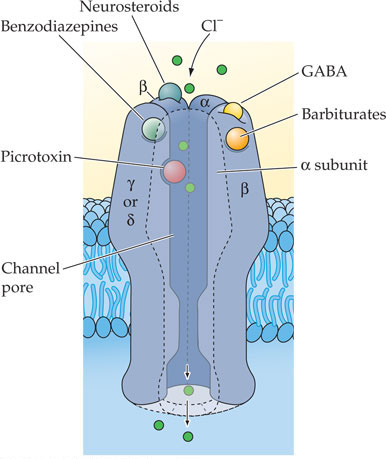 Neurosteroids
Benzodiazepines
Cl⁻
GABA
β
α
Barbiturates
Picrotoxin
α subunit
γ
or
δ
β
Channel
pore